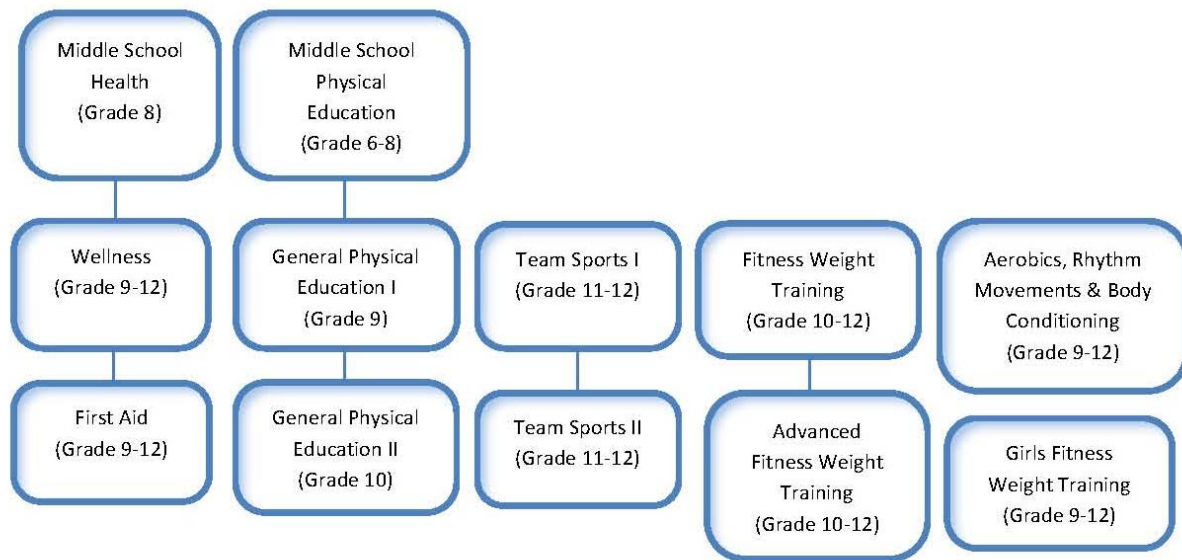 Middle School
Health
(Grade 8)
Middle School
Physical
Education
(Grade 6-8)
Wellness
(Grade 9-12)
General Physical
Education I
(Grade 9)
Team Sports I
(Grade 11-12)
Fitness Weight
Training
(Grade 10-12)
Aerobics, Rhythm
Movements & Body
Conditioning
(Grade 9-12)
First Aid
(Grade 9-12)
General Physical
Education II
(Grade 10)
Team Sports II
(Grade 11-12)
Advanced
Fitness Weight
Training
(Grade 10-12)
Girls Fitness
Weight Training
(Grade 9-12)